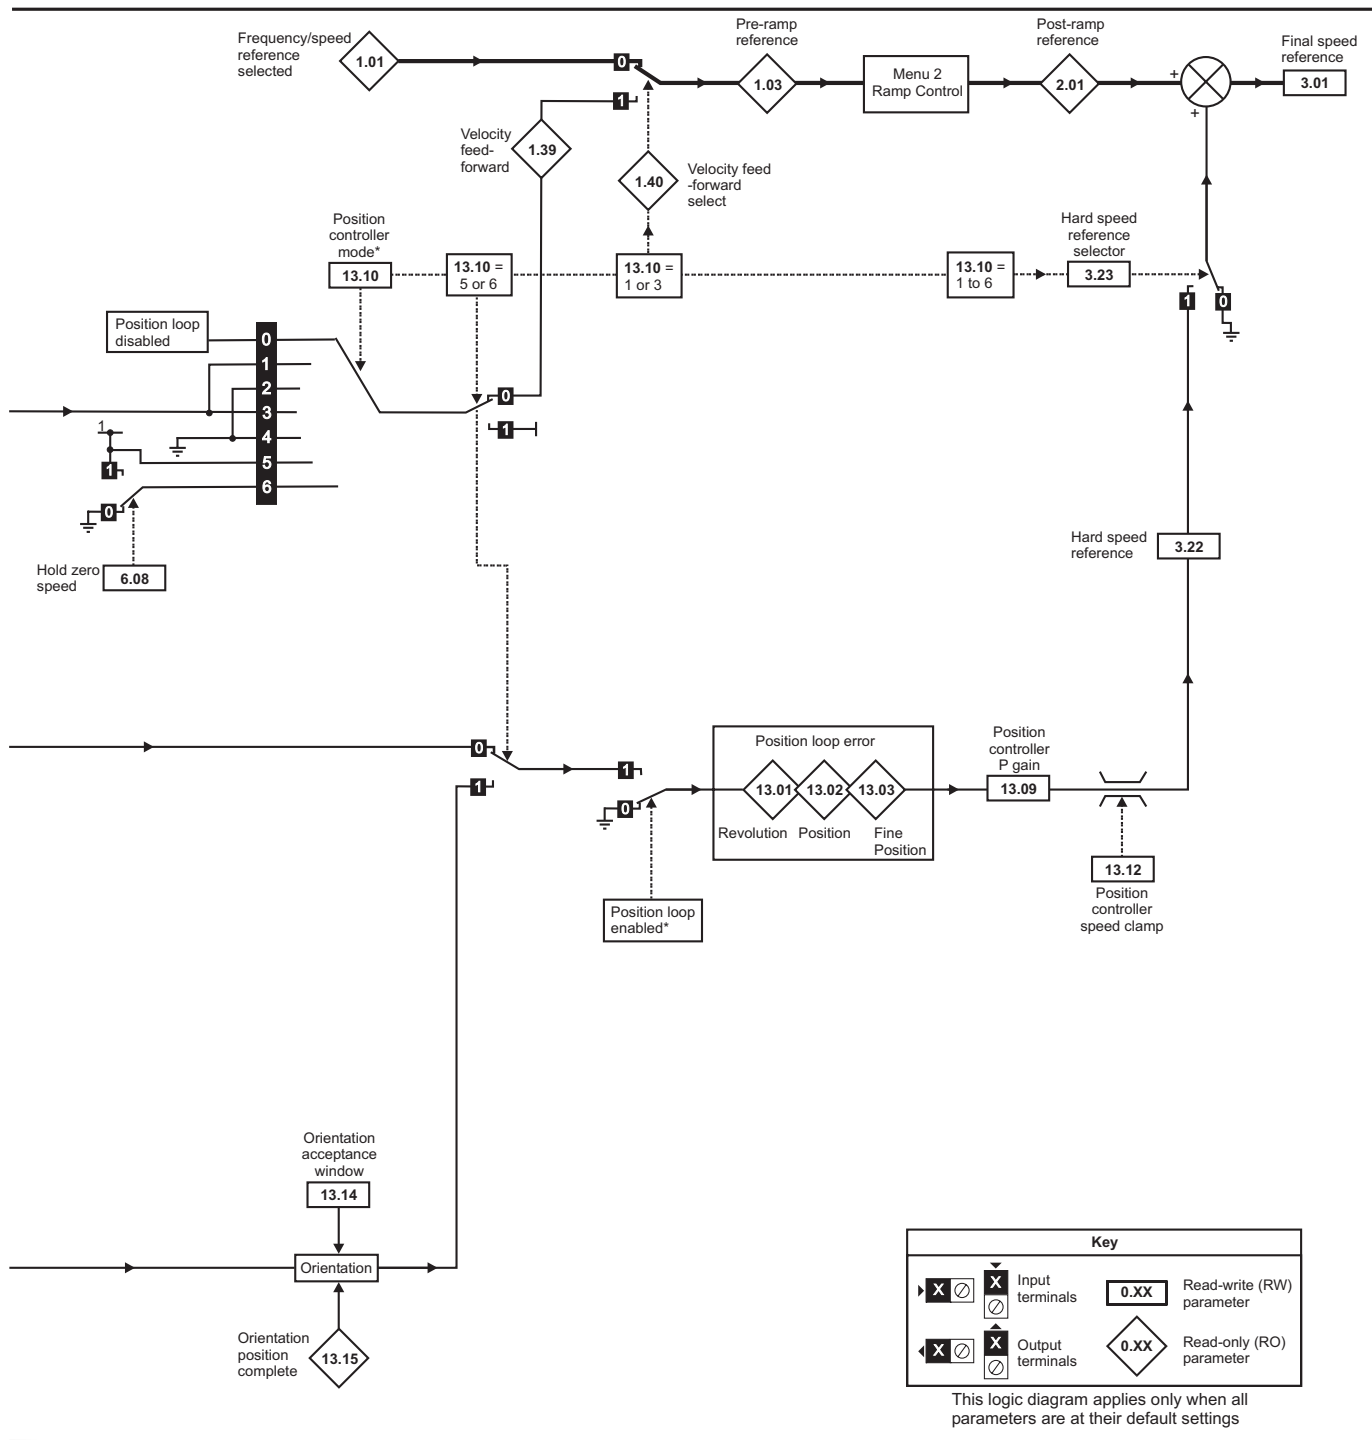 Frequency/speed
reference
selected
1.01
0
1
Pre-ramp
reference
1.03
Menu 2
Ramp Control
Post-ramp
reference
2.01
+
+
Final speed
reference
3.01
Velocity
feed-
forward
1.39
1.40
Velocity feed
-forward
select
Position
controller
mode*
13.10
13.10 =
5 or 6
13.10 =
1 or 3
13.10 =
1 to 6
Hard speed
reference
selector
3.23
1
0
Position loop
disabled
0
1
2
3
4
5
6
0
1
1
1
0
Hold zero
speed
6.08
Hard speed
reference
3.22
0
1
1
0
Position loop error
13.01
13.02
13.03
Revolution
Position
Fine
Position
Position
controller
P gain
13.09
13.12
Position
controller
speed clamp
Position loop
enabled*
Orientation
acceptance
window
13.14
Orientation
Orientation
position
complete
13.15
Key
X
X
Input
terminals
0.XX
Read-write (RW)
parameter
X
X
Output
terminals
0.XX
Read-only (RO)
parameter
This logic diagram applies only when all
parameters are at their default settings